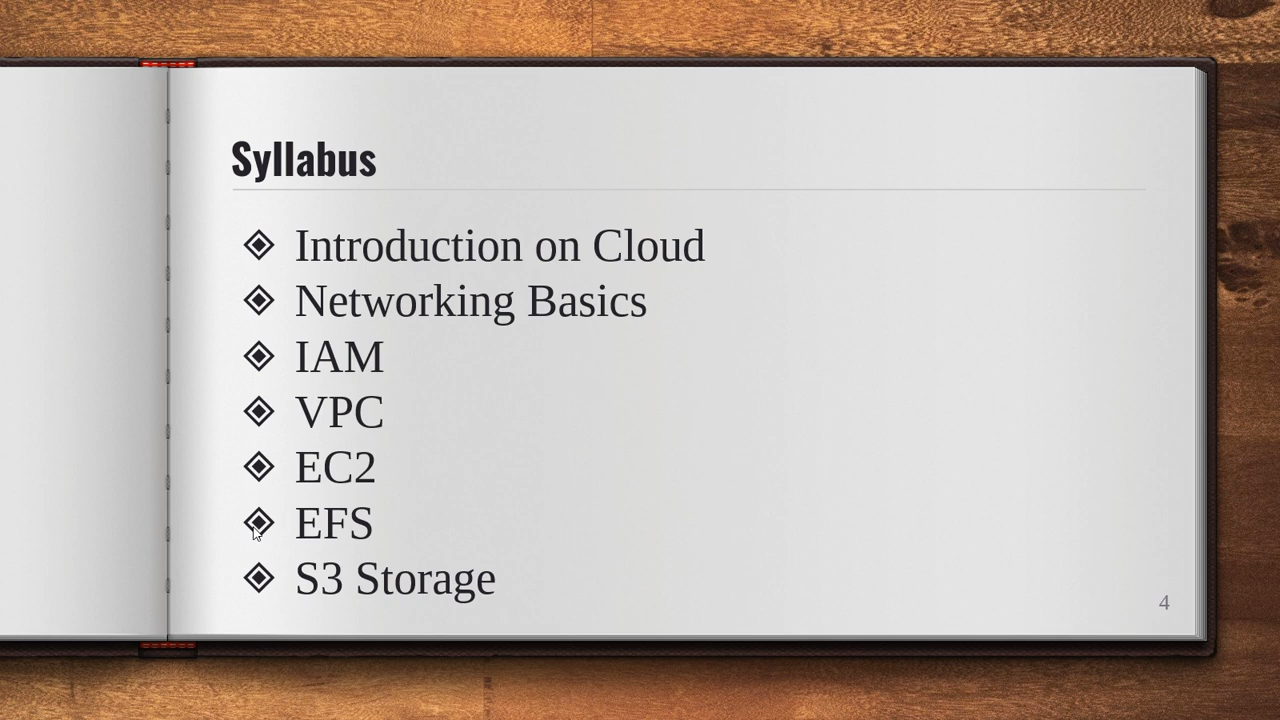 Syllabus
Introduction on Cloud
Networking Basics
IAM
VPC
EC2
EFS
S3 Storage
4